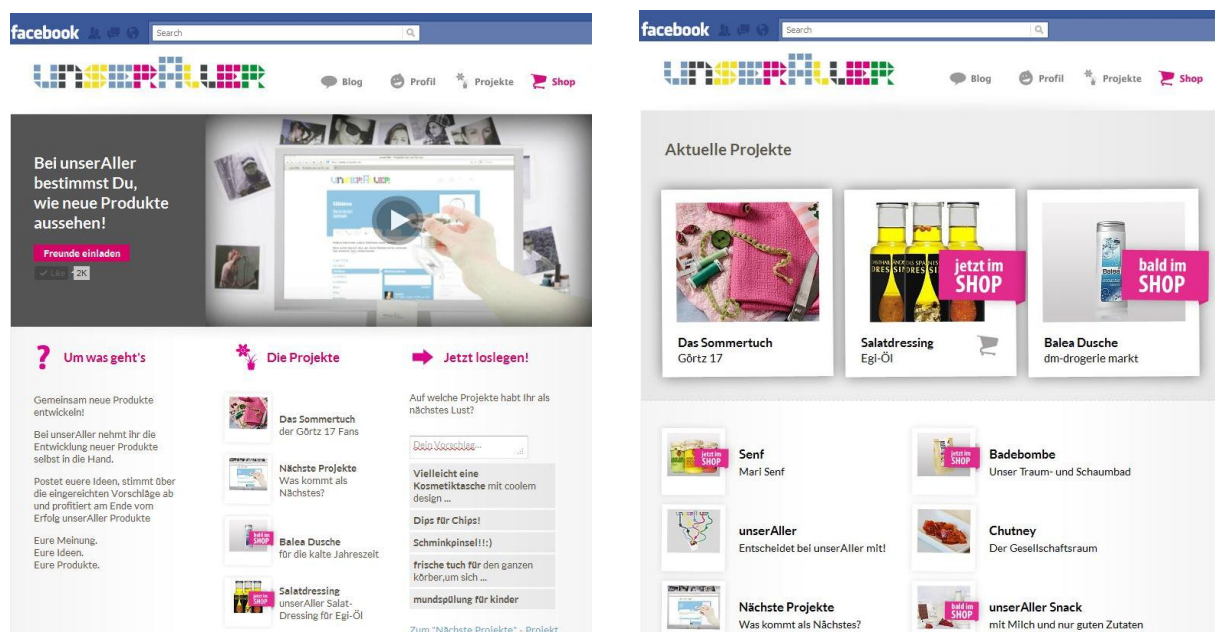 facebook Search
UNSERALLER
Blog Profil Projekte Shop
Bei unserAller
bestimmst Du,
wie neue Produkte
aussehen!
Freunde einladen
Like 2K
Um was geht's
Gemeinsam neue Produkte
entwickeln!
Bei unserAller nehmt ihr die
Entwicklung neuer Produkte
selbst in die Hand.
Postet euere Ideen, stimmt über
die eingereichten Vorschläge ab
und profitiert am Ende vom
Erfolg unserAller Produkte
Eure Meinung.
Eure Ideen.
Eure Produkte.
Die Projekte
Das Sommertuch
der Görtz 17 Fans
Nächste Projekte
Was kommt als
Nächstes?
bald im
SHOP
Balea Dusche
für die kalte Jahreszeit
jetzt im
SHOP
Salatdressing
unserAller Salat-
Dressing für Egi-Öl
Jetzt loslegen!
Auf welche Projekte habt Ihr als
nächstes Lust?
Dein Vorschlag...
Vielleicht eine
Kosmetiktasche mit coolem
design ...
Dips für Chips!
Schminkpinsel!!:)
frische tuch für den ganzen
körber,um sich ...
mundspülung für kinder
Zum "Nächste Projekte" - Projekt
facebook Search
UNSERALLER
Blog Profil Projekte Shop
Aktuelle Projekte
Das Sommertuch
Görtz 17
jetzt im
SHOP
Salatdressing
Egi-Öl
Balea
bald im
SHOP
Balea Dusche
dm-drogerie markt
jetzt im
SHOP
Senf
Mari Senf
jetzt im
SHOP
Badebombe
Unser Traum- und Schaumbad
unserAller
Entscheidet bei unserAller mit!
Chutney
Der Gesellschaftsraum
Nächste Projekte
Was kommt als Nächstes?
bald im
SHOP
unserAller Snack
mit Milch und nur guten Zutaten